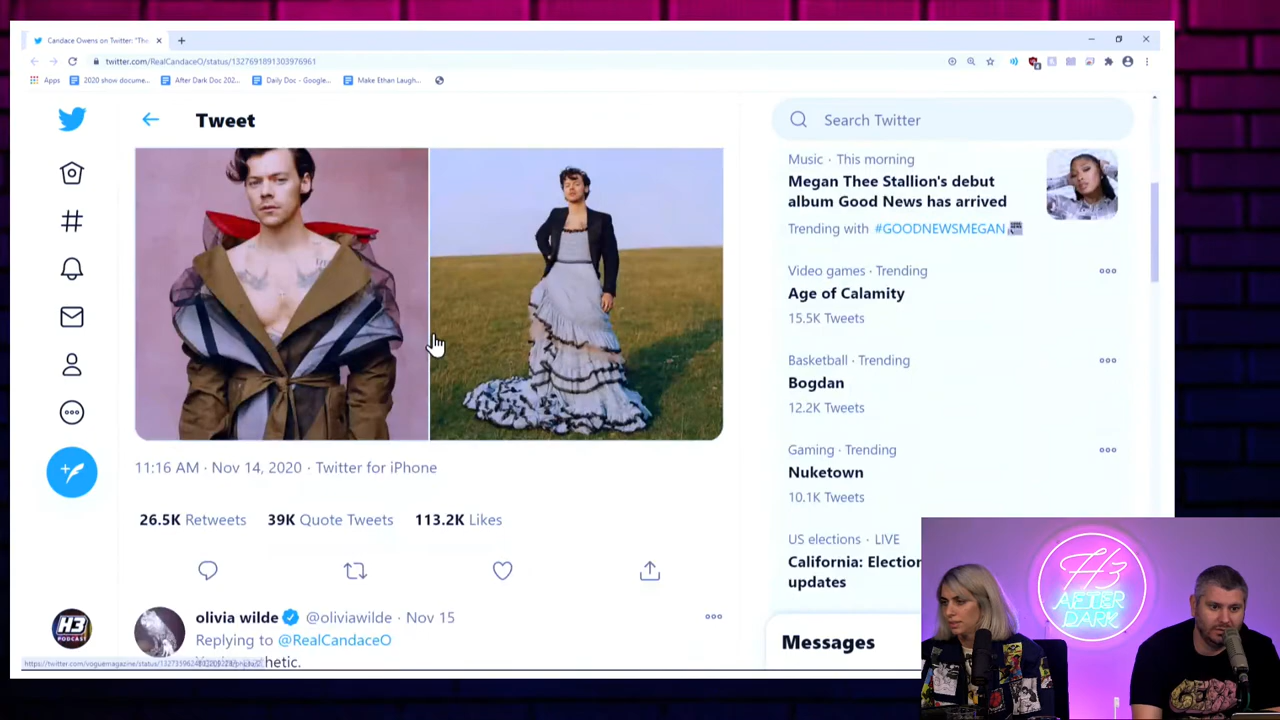 Candace Owens on Twitter: "The
twitter.com/RealCandaceO/status/1327691891303976961
Apps
2020 show docume...
After Dark Doc 202...
Daily Doc - Google...
Make Ethan Laugh...
Tweet
11:16 AM · Nov 14, 2020 · Twitter for iPhone
26.5K Retweets 39K Quote Tweets 113.2K Likes
olivia wilde @oliviawilde · Nov 15
Replying to @RealCandaceO
hetic.
H3
PODCAST
Search Twitter
Music · This morning
Megan Thee Stallion's debut
album Good News has arrived
Trending with #GOODNEWSMEGAN
Video games · Trending
Age of Calamity
15.5K Tweets
Basketball · Trending
Bogdan
12.2K Tweets
Gaming · Trending
Nuketown
10.1K Tweets
US elections · LIVE
California: Election
updates
Messages
H3
AFTER
DARK